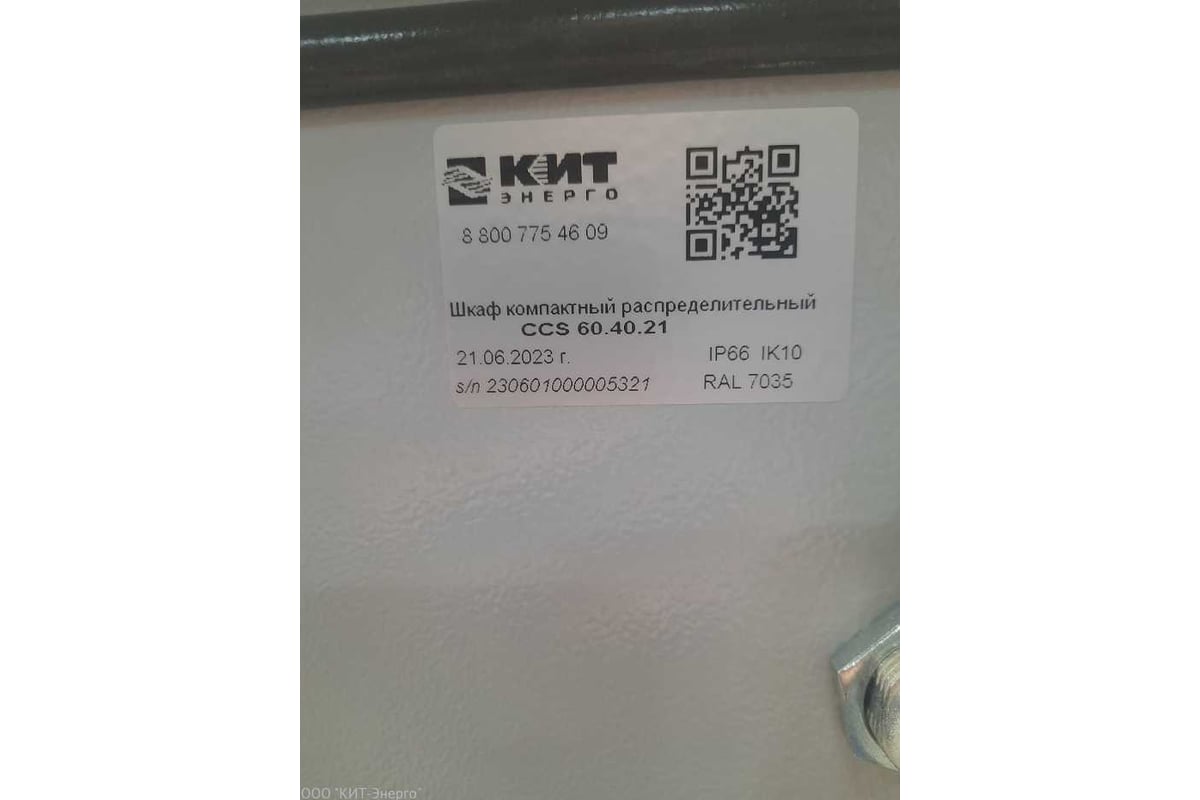 КИТ
ЭНЕРГО
8 800 775 46 09
Шкаф компактный распределительный
CCS 60.40.21
21.06.2023 г. IP66 IK10
s/n 230601000005321 RAL 7035
ООО "КИТ-Энерго"